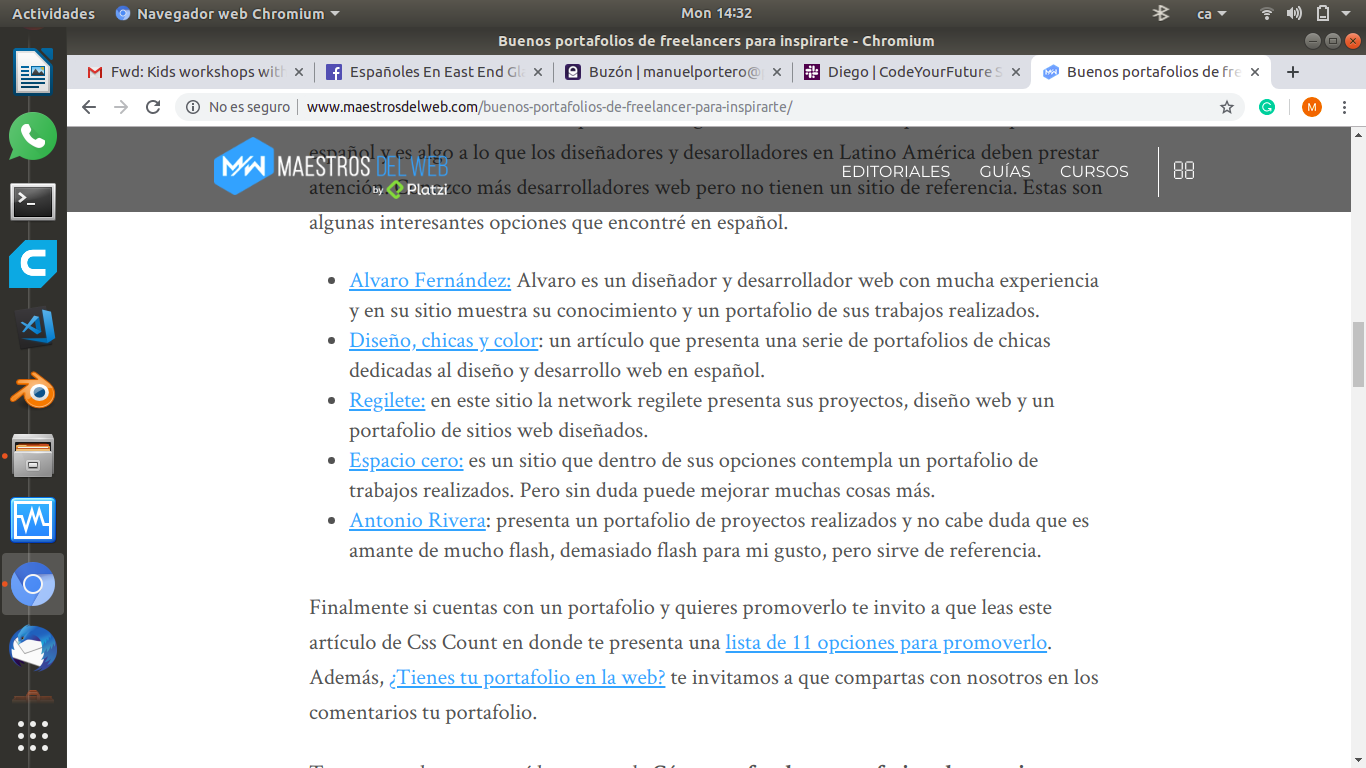 Actividades
Navegador web Chromium
Mon 14:32
ca
Buenos portafolios de freelancers para inspirarte - Chromium
Fwd: Kids workshops with
Españoles En East End Gla
Buzón | manuelportero@
Diego | CodeYourFuture S
Buenos portafolios de fre
No es seguro
www.maestrosdelweb.com/buenos-portafolios-de-freelancer-para-inspirarte/
M
español y es algo a lo que los diseñadores y desarolladores en Latino América deben prestar
MAESTROS DEL WEB
by Platzi
EDITORIALES
GUÍAS
CURSOS
atención. más desarrolladores web pero no tienen un sitio de referencia. Estas son
algunas interesantes opciones que encontré en español.
Alvaro Fernández: Alvaro es un diseñador y desarrollador web con mucha experiencia
y en su sitio muestra su conocimiento y un portafolio de sus trabajos realizados.
Diseño, chicas y color: un artículo que presenta una serie de portafolios de chicas
dedicadas al diseño y desarrollo web en español.
Regilete: en este sitio la network regilete presenta sus proyectos, diseño web y un
portafolio de sitios web diseñados.
Espacio cero: es un sitio que dentro de sus opciones contempla un portafolio de
trabajos realizados. Pero sin duda puede mejorar muchas cosas más.
Antonio Rivera: presenta un portafolio de proyectos realizados y no cabe duda que es
amante de mucho flash, demasiado flash para mi gusto, pero sirve de referencia.
Finalmente si cuentas con un portafolio y quieres promoverlo te invito a que leas este
artículo de Css Count en donde te presenta una lista de 11 opciones para promoverlo.
Además, ¿Tienes tu portafolio en la web? te invitamos a que compartas con nosotros en los
comentarios tu portafolio.